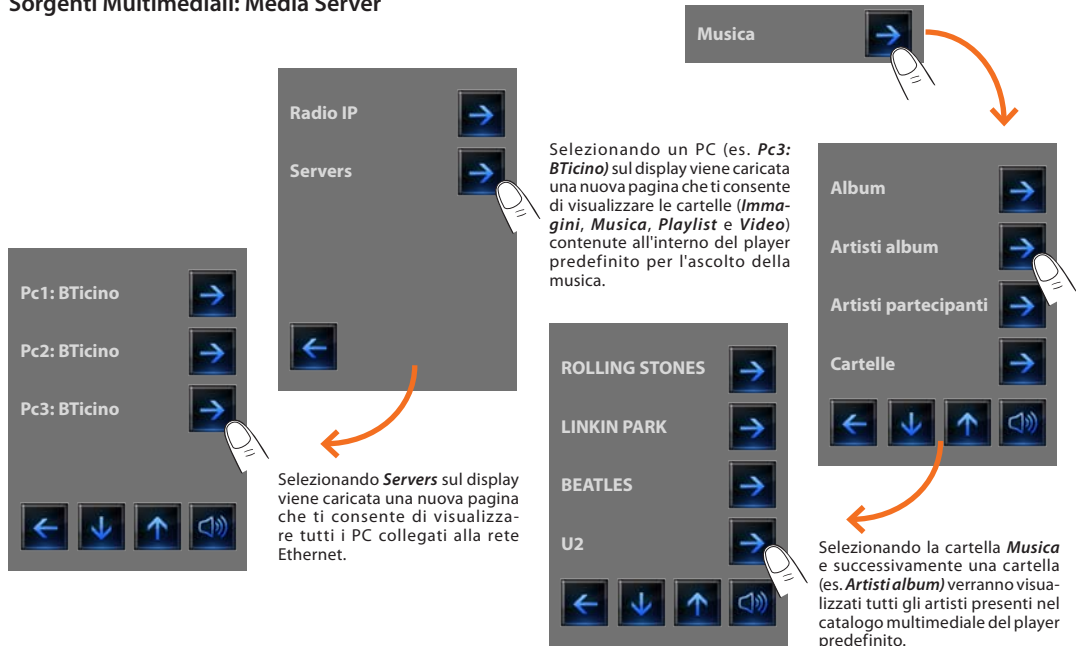 Sorgenti Multimediali: Media Server
Radio IP
Servers
Selezionando Servers sul display
viene caricata una nuova pagina
che ti consente di visualizza-
re tutti i PC collegati alla rete
Ethernet.
Pc1: BTicino
Pc2: BTicino
Pc3: BTicino
Selezionando un PC (es. Pc3:
BTicino) sul display viene caricata
una nuova pagina che ti consente
di visualizzare le cartelle (Imma-
gini, Musica, Playlist e Video)
contenute all'interno del player
predefinito per l'ascolto della
musica.
Musica
Album
Artisti album
Artisti partecipanti
Cartelle
Selezionando la cartella Musica
e successivamente una cartella
(es. Artisti album) verranno visua-
lizzati tutti gli artisti presenti nel
catalogo multimediale del player
predefinito.
ROLLING STONES
LINKIN PARK
BEATLES
U2